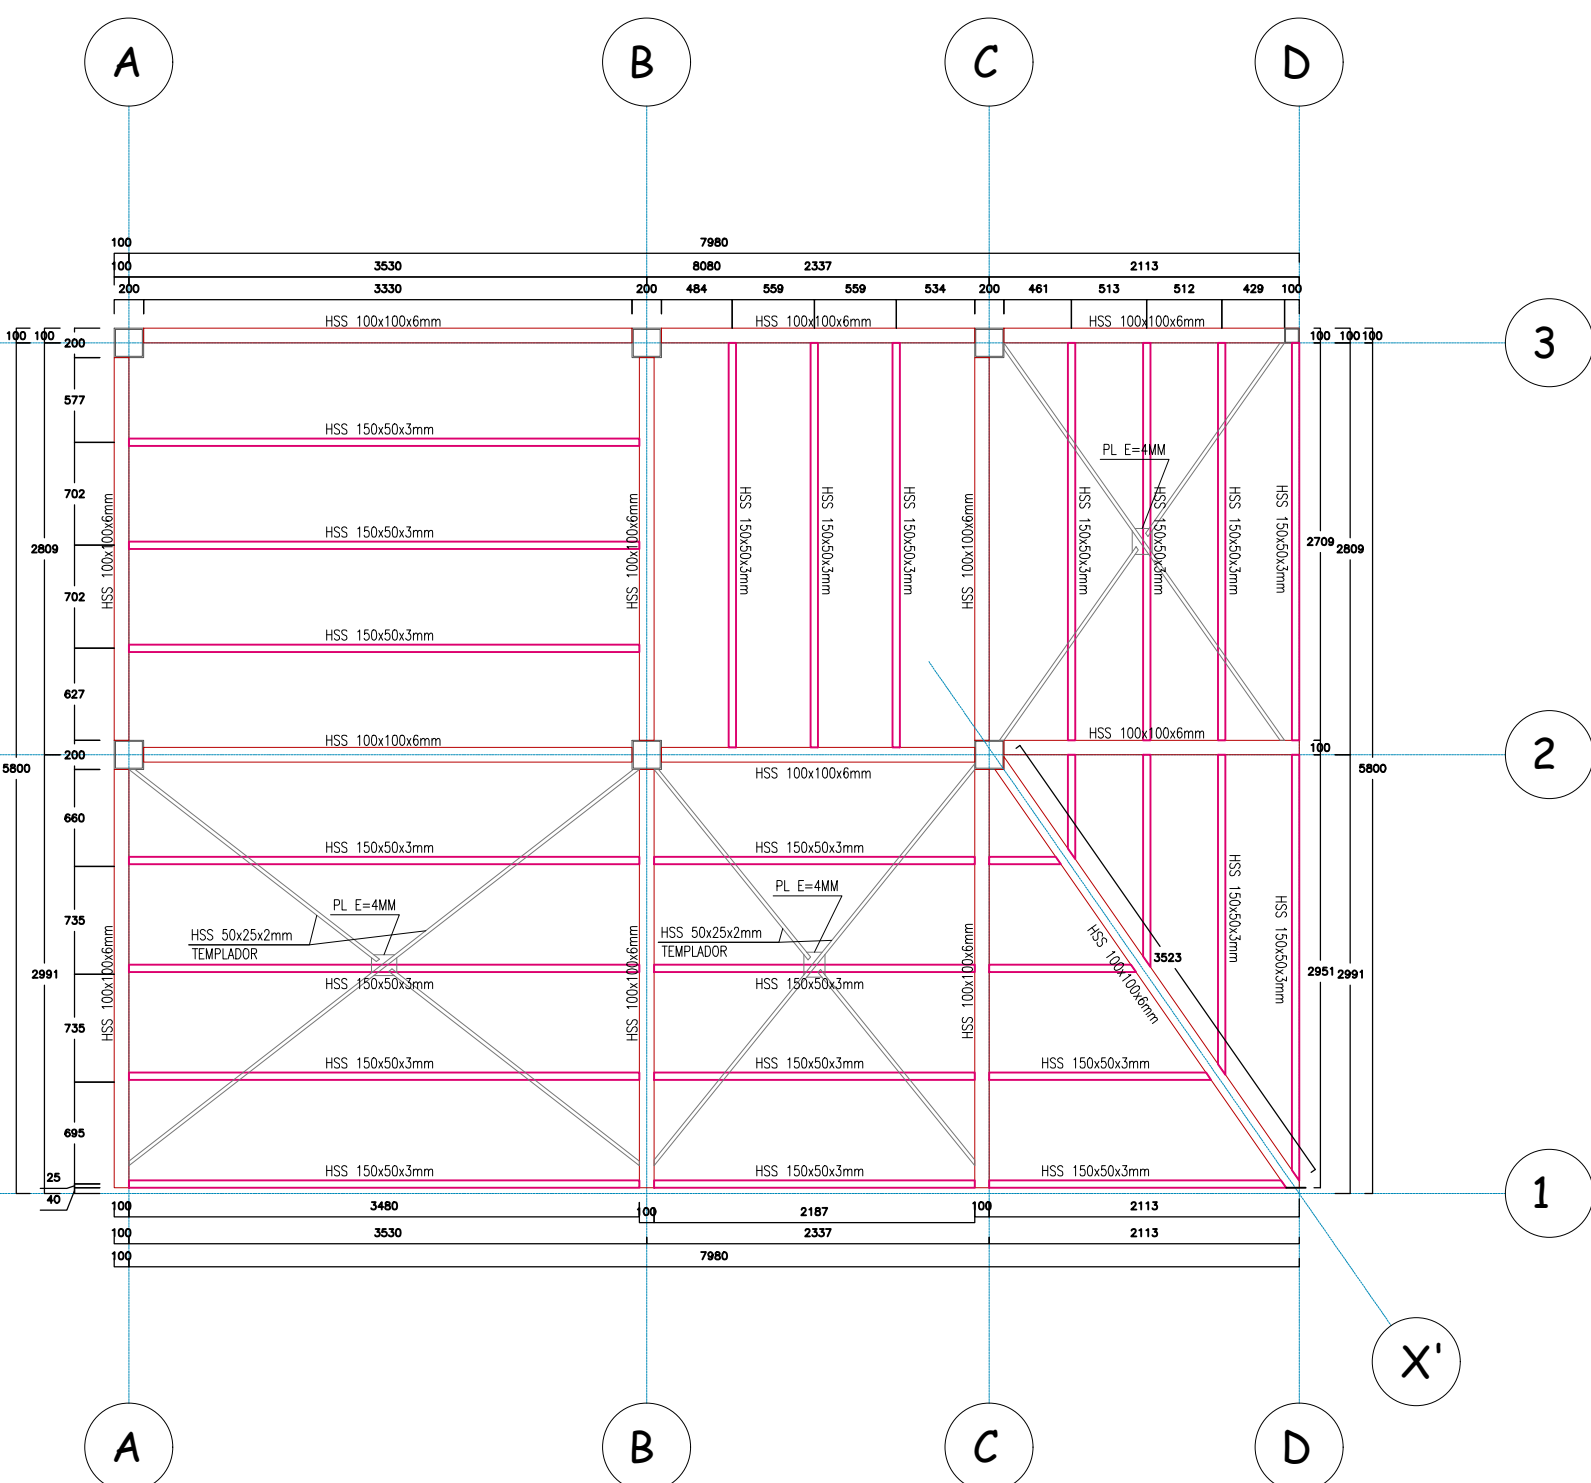 A B C D
100 7980
100 3530 8080 2337 2113
200 3330 200 484 559 559 534 200 461 513 512 429 100
HSS 100x100x6mm HSS 100x100x6mm HSS 100x100x6mm
100 100 200 100 100 100
3
577
HSS 150x50x3mm
PL E=4MM
702
HSS 100x100x6mm
HSS 100x100x6mm
HSS 150x50x3mm
HSS 150x50x3mm
HSS 150x50x3mm
HSS 100x100x6mm
HSS 150x50x3mm
HSS 150x50x3mm
HSS 150x50x3mm
HSS 150x50x3mm
HSS 150x50x3mm
2809 2709 2809
702
HSS 150x50x3mm
627
HSS 100x100x6mm HSS 100x100x6mm
200 100
2
5800 HSS 100x100x6mm 5800
660
HSS 150x50x3mm HSS 150x50x3mm
PL E=4MM PL E=4MM
735
HSS 50x25x2mm HSS 50x25x2mm
TEMPLADOR TEMPLADOR
HSS 100x100x6mm
HSS 100x100x6mm
HSS 100x100x6mm
HSS 100x100x6mm
3523
HSS 150x50x3mm
HSS 150x50x3mm
2991 2951 2991
HSS 150x50x3mm HSS 150x50x3mm
735
HSS 150x50x3mm HSS 150x50x3mm HSS 150x50x3mm
695
HSS 150x50x3mm HSS 150x50x3mm HSS 150x50x3mm
25
40
1
100 3480 100 2187 100 2113
100 3530 2337 2113
100 7980
X'
A B C D